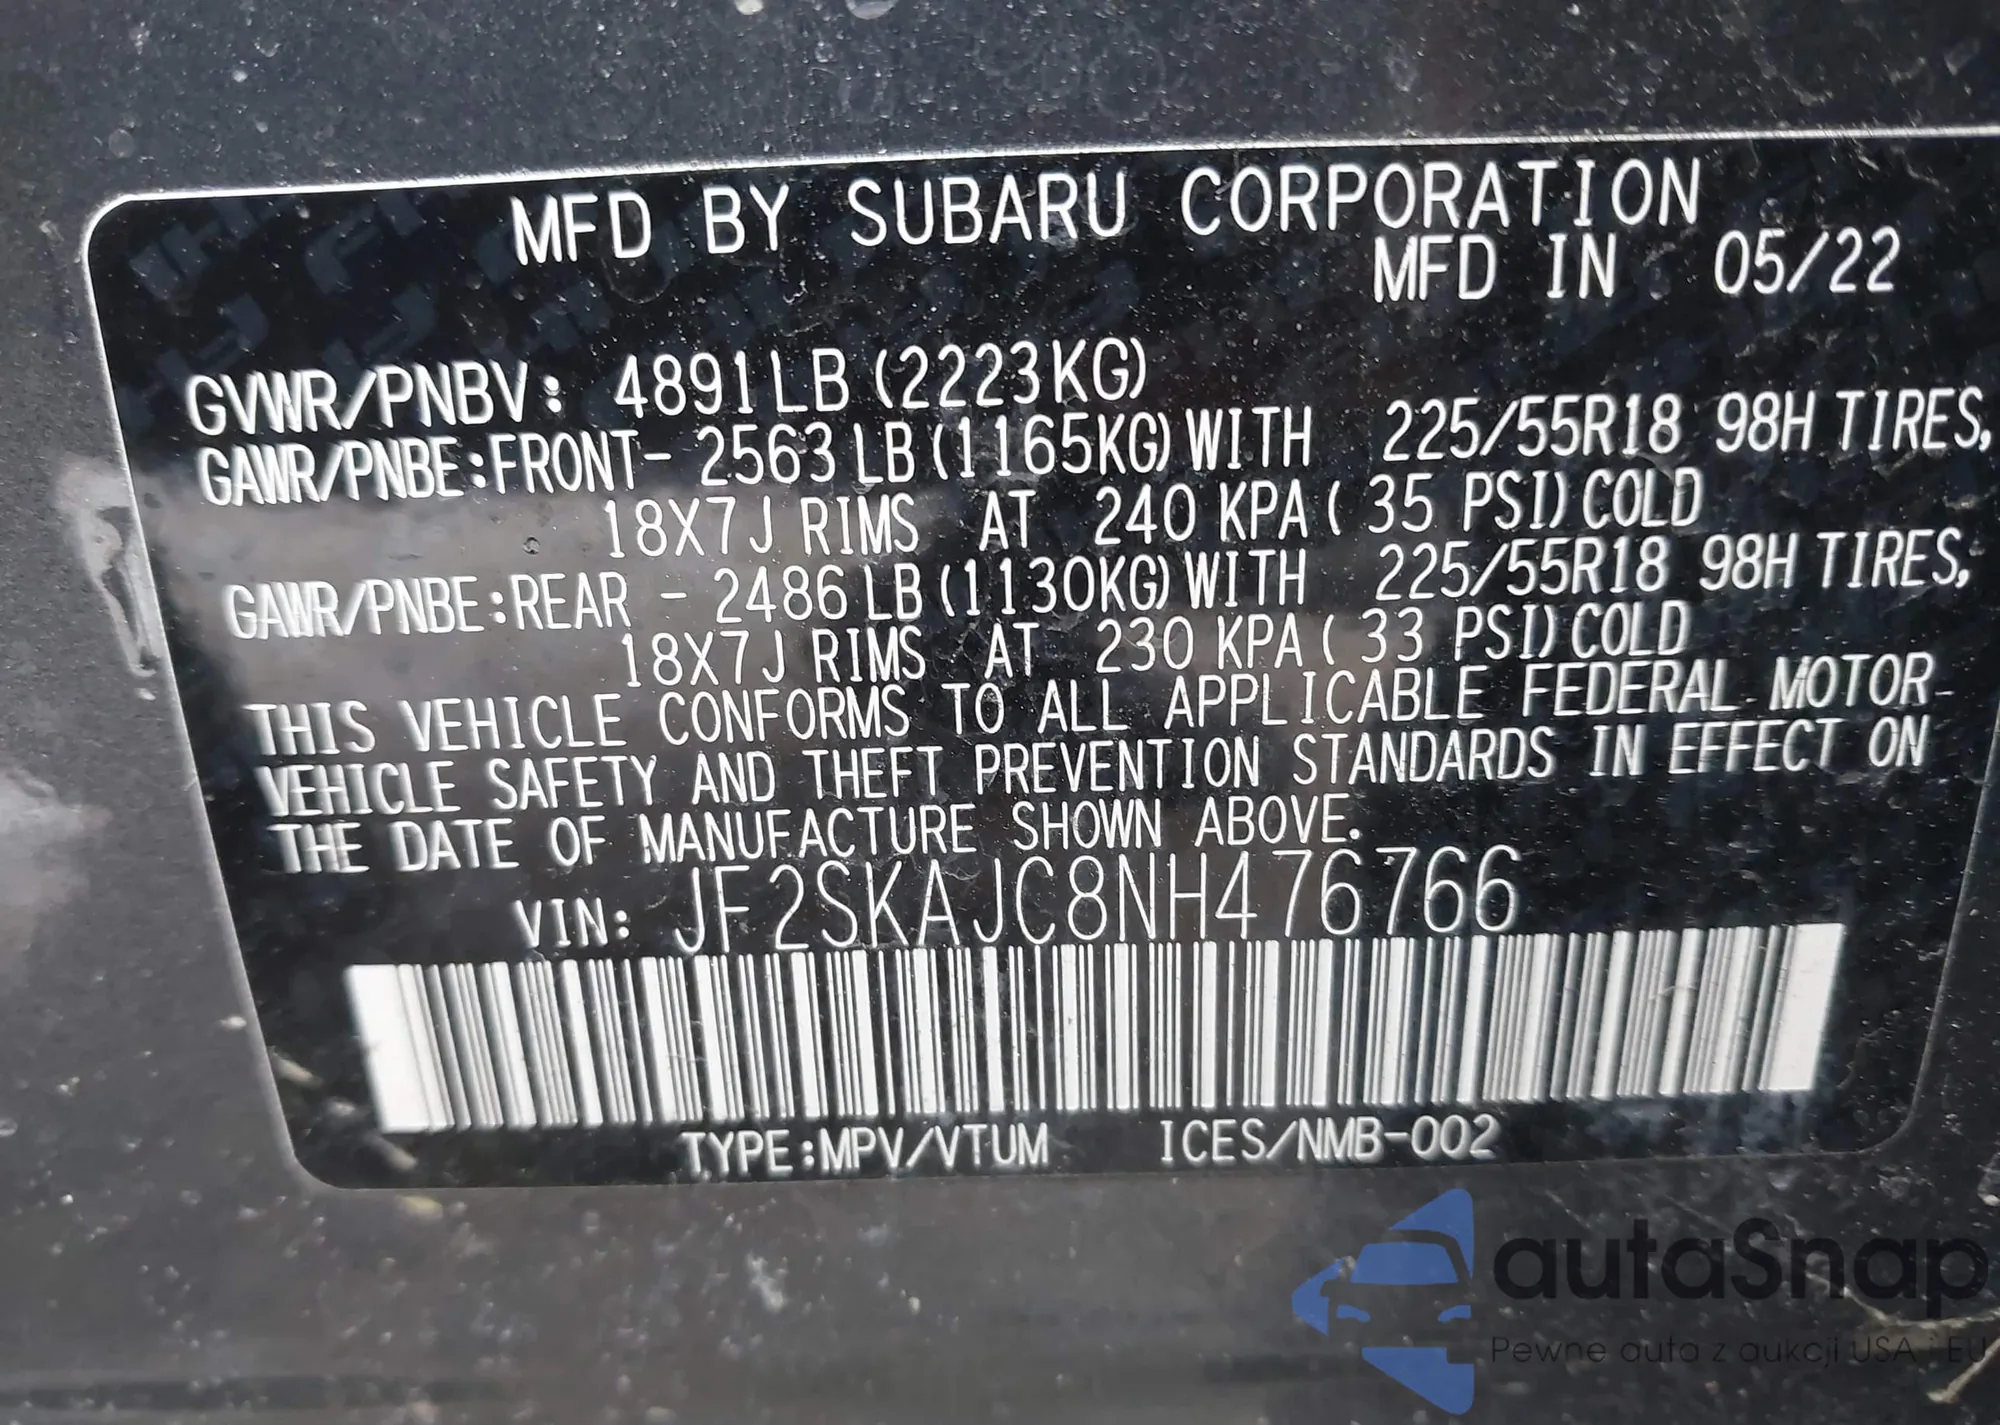 MFD BY SUBARU CORPORATION
MFD IN 05/22
GVWR/PNBV: 4891LB (2223KG)
GAWR/PNBE:FRONT- 2563 LB (1165KG) WITH 225/55R18 98H TIRES,
18X7J RIMS AT 240 KPA ( 35 PSI) COLD
GAWR/PNBE:REAR - 2486 LB (1130KG) WITH 225/55R18 98H TIRES,
18X7J RIMS AT 230 KPA ( 33 PSI) COLD
THIS VEHICLE CONFORMS TO ALL APPLICABLE FEDERAL MOTOR-
VEHICLE SAFETY AND THEFT PREVENTION STANDARDS IN EFFECT ON
THE DATE OF MANUFACTURE SHOWN ABOVE.
VIN: JF2SKAJC8NH476766
TYPE:MPV/VTUM ICES/NMB-002
autaSnap
Pewne auta z aukcji USA i EU